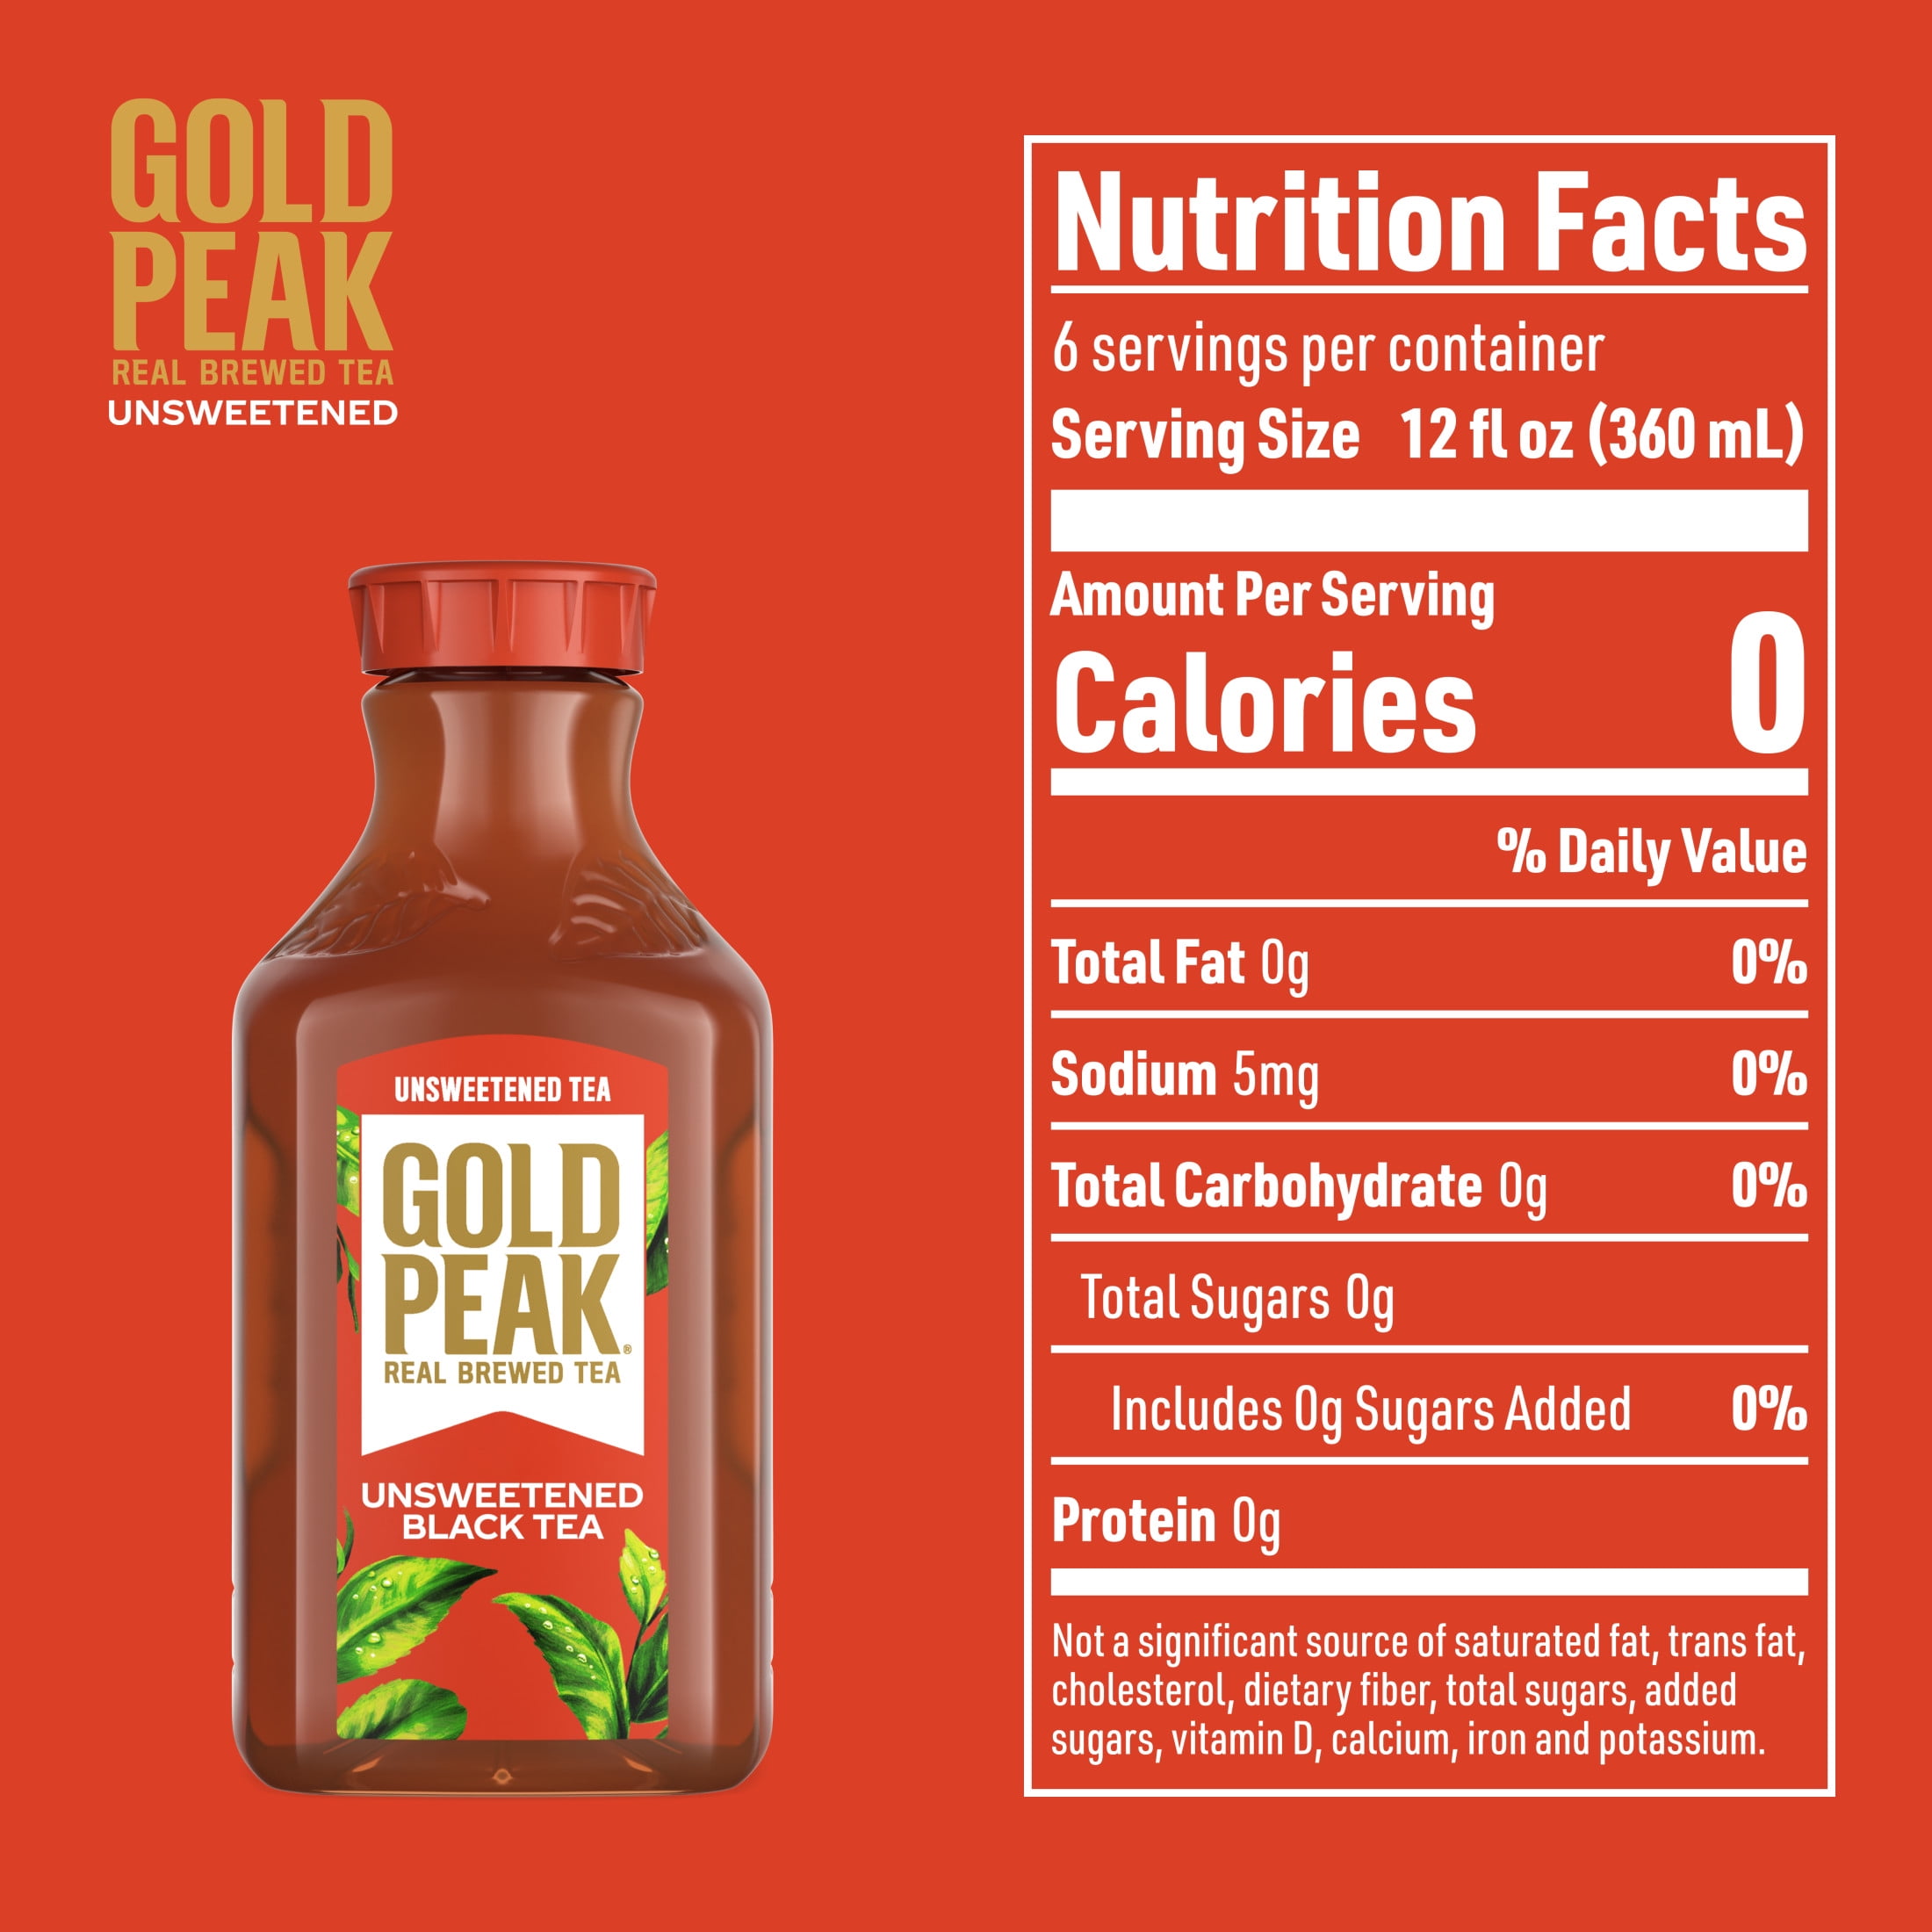 GOLD
PEAK
REAL BREWED TEA
UNSWEETENED
UNSWEETENED TEA
GOLD
PEAK®
REAL BREWED TEA
UNSWEETENED
BLACK TEA
Nutrition Facts
6 servings per container
Serving Size 12 fl oz (360 mL)
Amount Per Serving
Calories 0
% Daily Value
Total Fat 0g 0%
Sodium 5mg 0%
Total Carbohydrate 0g 0%
Total Sugars 0g
Includes 0g Sugars Added 0%
Protein 0g
Not a significant source of saturated fat, trans fat,
cholesterol, dietary fiber, total sugars, added
sugars, vitamin D, calcium, iron and potassium.